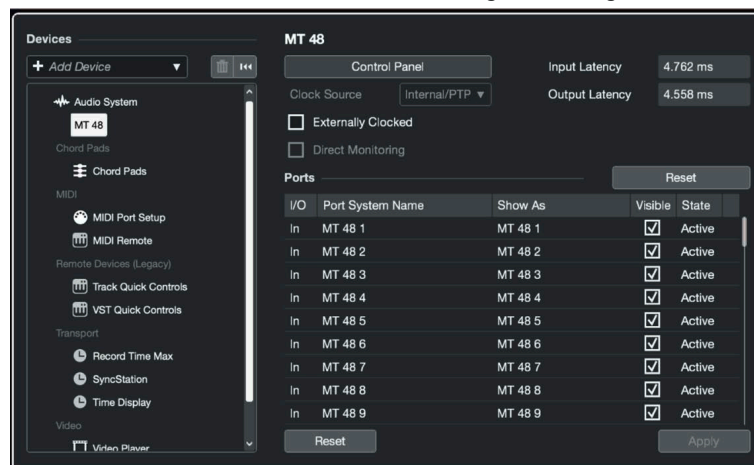 Devices
+ Add Device
Audio System
MT 48
Chord Pads
Chord Pads
MIDI
MIDI Port Setup
MIDI Remote
Remote Devices (Legacy)
Track Quick Controls
VST Quick Controls
Transport
Record Time Max
SyncStation
Time Display
Video
Video Player
MT 48
Control Panel Input Latency 4.762 ms
Clock Source Internal/PTP Output Latency 4.558 ms
Externally Clocked
Direct Monitoring
Ports Reset
I/O Port System Name Show As Visible State
In MT 48 1 MT 48 1 Active
In MT 48 2 MT 48 2 Active
In MT 48 3 MT 48 3 Active
In MT 48 4 MT 48 4 Active
In MT 48 5 MT 48 5 Active
In MT 48 6 MT 48 6 Active
In MT 48 7 MT 48 7 Active
In MT 48 8 MT 48 8 Active
In MT 48 9 MT 48 9 Active
Reset Apply